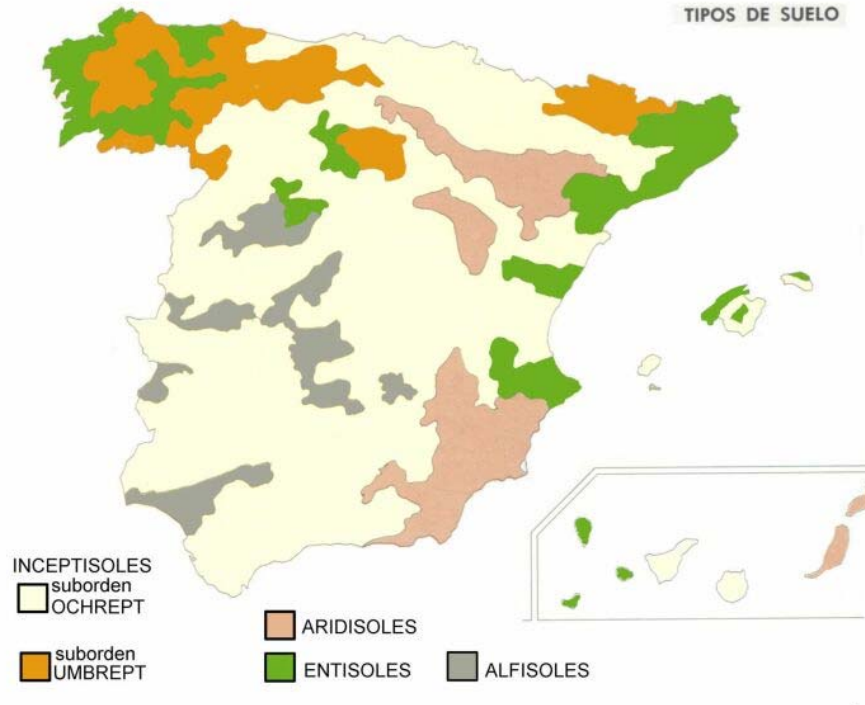 TIPOS DE SUELO
INCEPTISOLES
suborden
OCHREPT
suborden
UMBREPT
ARIDISOLES
ENTISOLES
ALFISOLES